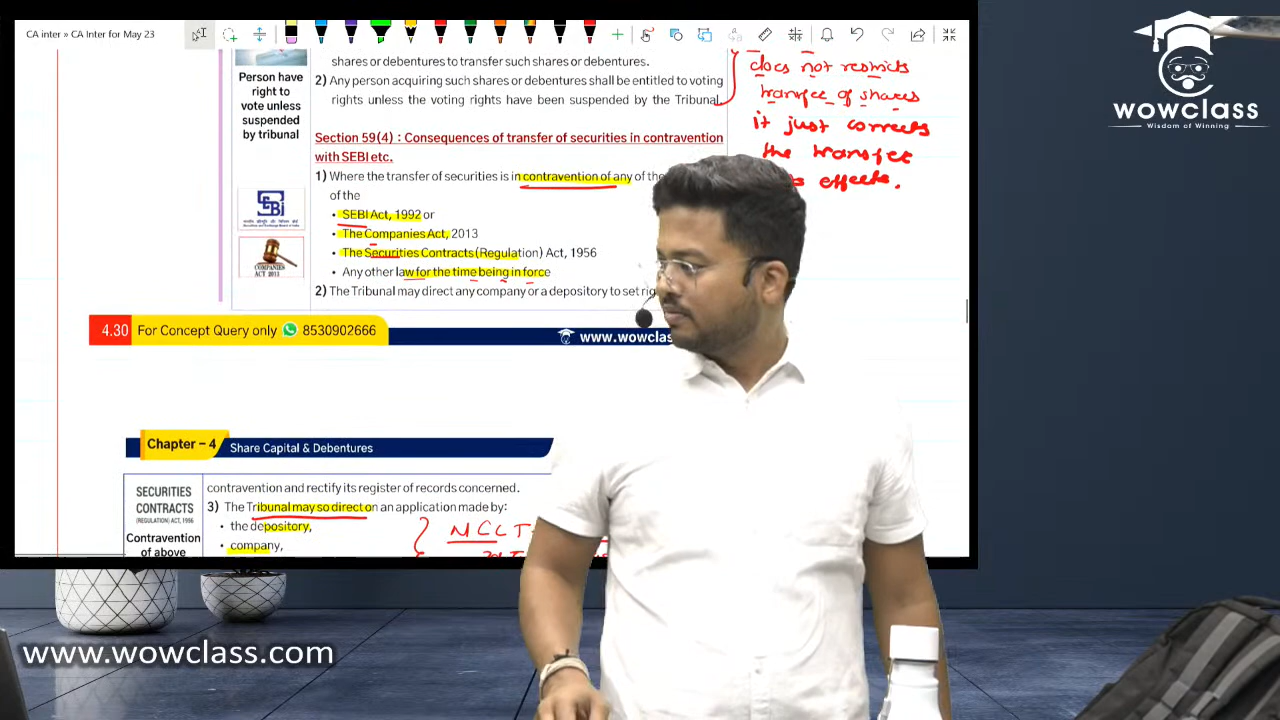 CA inter » CA Inter for May 23
shares or debentures to transfer such shares or debentures.
2) Any person acquiring such shares or debentures shall be entitled to voting
rights unless the voting rights have been suspended by the Tribunal.
Person have
right to
vote unless
suspended
by tribunal
does not restricts
transfer of shares
it just corrects
the transfer
effects.
Section 59(4) : Consequences of transfer of securities in contravention
with SEBI etc.
1) Where the transfer of securities is in contravention of any of the
of the
• SEBI Act, 1992 or
• The Companies Act, 2013
• The Securities Contracts (Regulation) Act, 1956
• Any other law for the time being in force
2) The Tribunal may direct any company or a depository to set
SEBI
COMPANIES
ACT 2013
4.30 For Concept Query only 8530902666
www.wowclass
Chapter – 4 Share Capital & Debentures
SECURITIES
CONTRACTS
(REGULATION) ACT, 1956
Contravention
of above
contravention and rectify its register of records concerned.
3) The Tribunal may so direct on an application made by:
• the depository,
• company,
NCLT
wowclass
Wisdom of Winning
www.wowclass.com